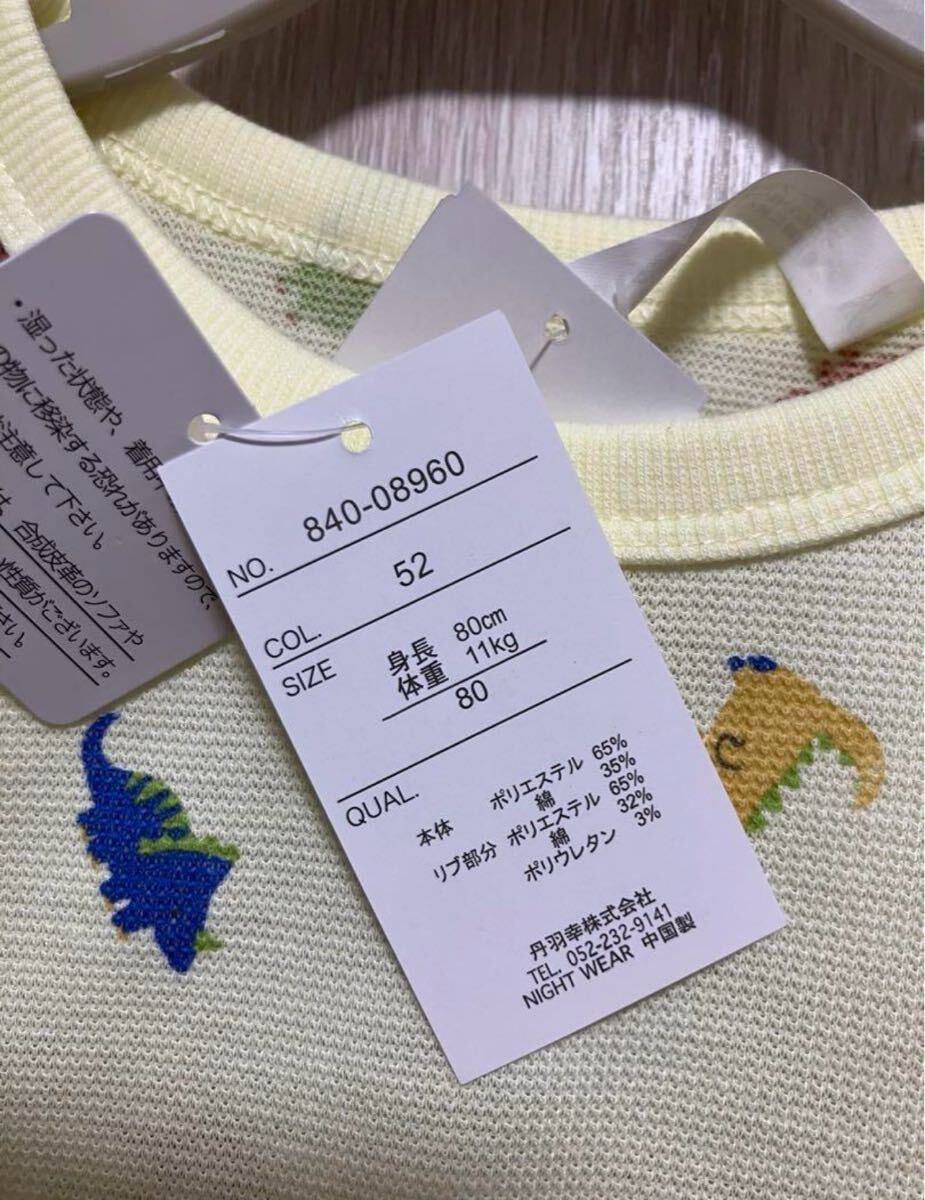 ・湿った状態や、着用
の物に移染する恐れがありますので、
注意して下さい。
は、合成皮革のソファや
性質がございます。
さい。
NO. 840-08960
COL. 52
SIZE 身長 80cm
体重 11kg
80
QUAL.
本体 ポリエステル 65%
綿 35%
リブ部分 ポリエステル 65%
綿 32%
ポリウレタン 3%
丹羽幸株式会社
TEL. 052-232-9141
NIGHT WEAR 中国製